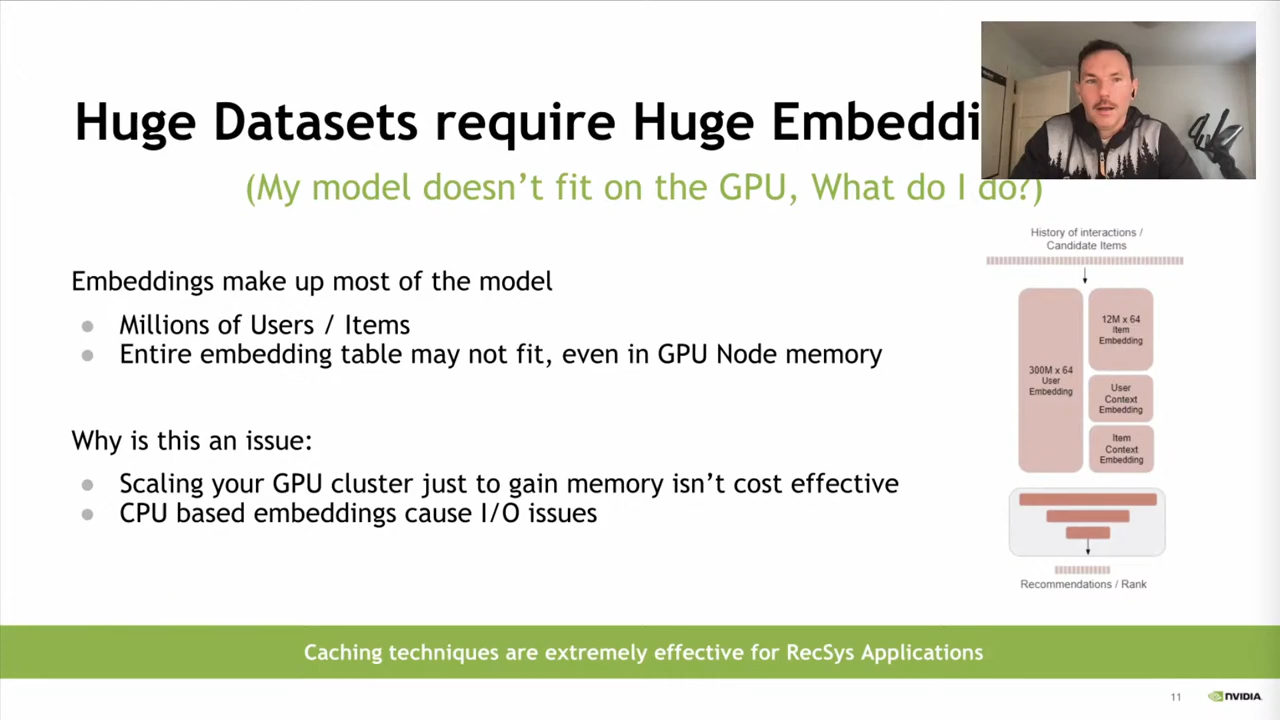 Huge Datasets require Huge Embeddi
(My model doesn’t fit on the GPU, What do I do?)
Embeddings make up most of the model
● Millions of Users / Items
● Entire embedding table may not fit, even in GPU Node memory
Why is this an issue:
● Scaling your GPU cluster just to gain memory isn’t cost effective
● CPU based embeddings cause I/O issues
History of interactions /
Candidate Items
300M x 64
User
Embedding
12M x 64
Item
Embedding
User
Context
Embedding
Item
Context
Embedding
Recommendations / Rank
Caching techniques are extremely effective for RecSys Applications
11
NVIDIA.